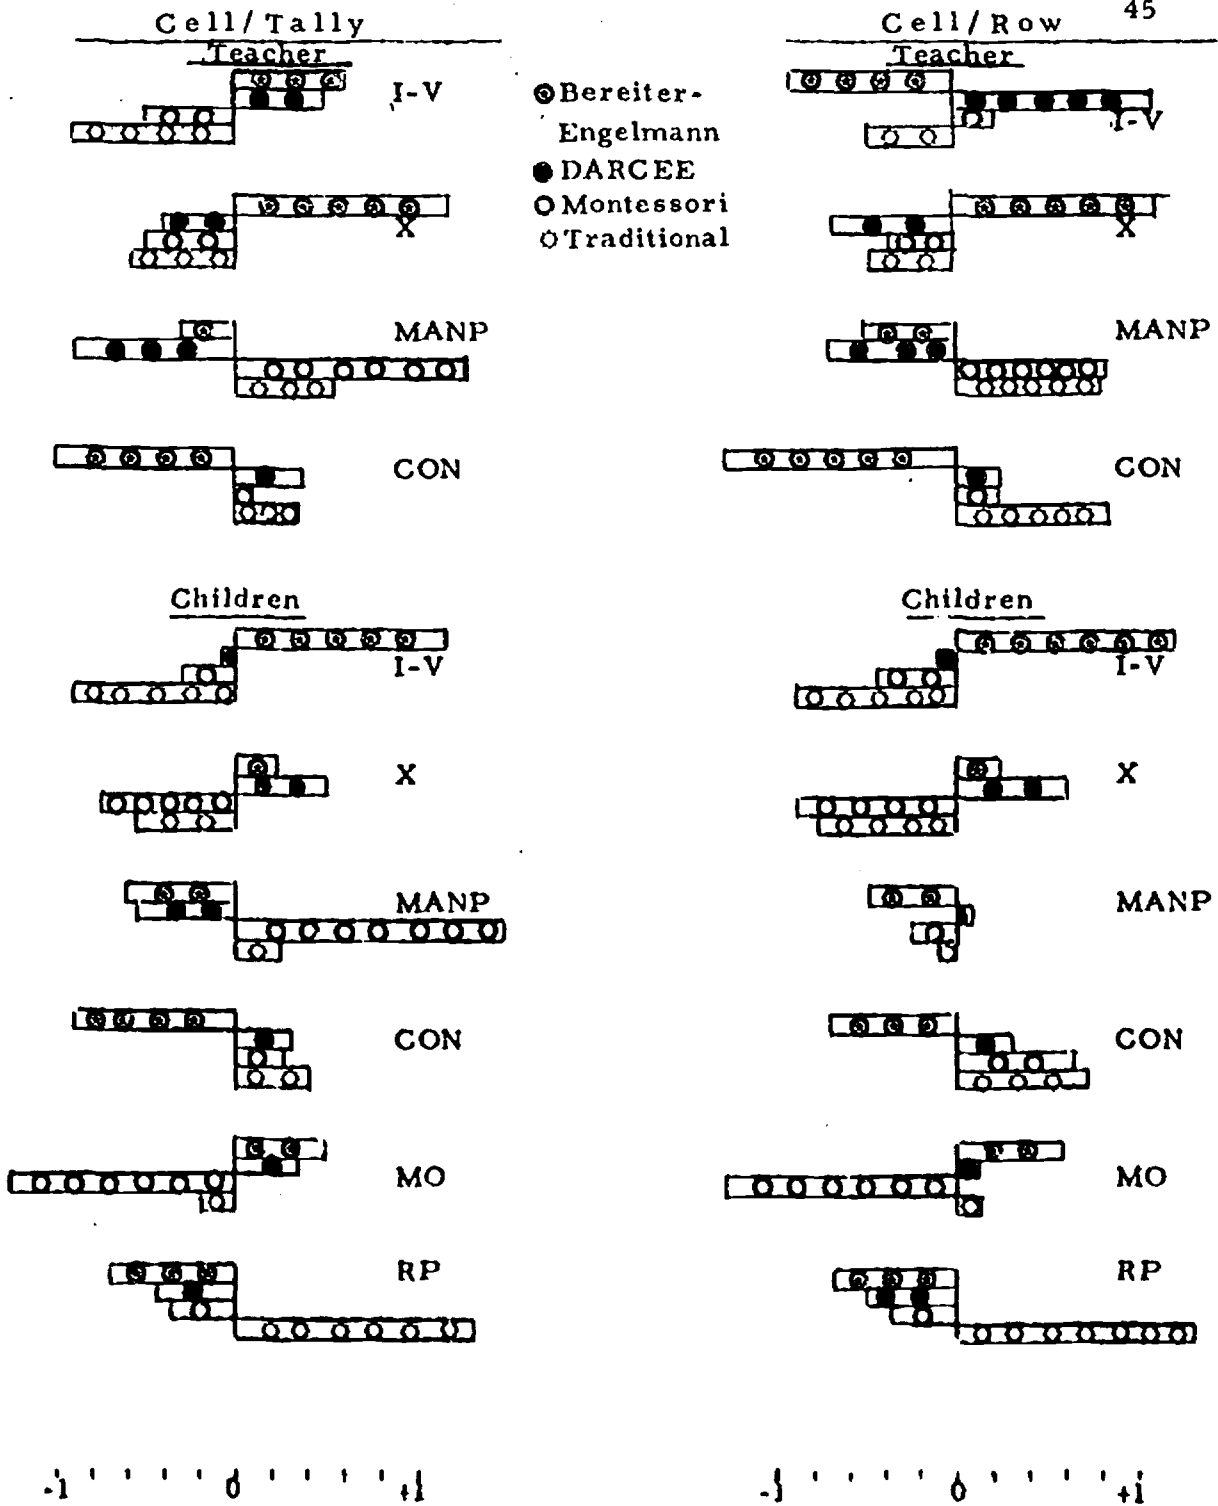 45
Cell/Tally
Teacher
I-V
X
MANP
CON
Children
I-V
X
MANP
CON
MO
RP
-1 0 +1
Bereiter-
Engelmann
DARCEE
Montessori
Traditional
Cell/Row
Teacher
I-V
X
MANP
CON
Children
I-V
X
MANP
CON
MO
RP
-1 0 +1